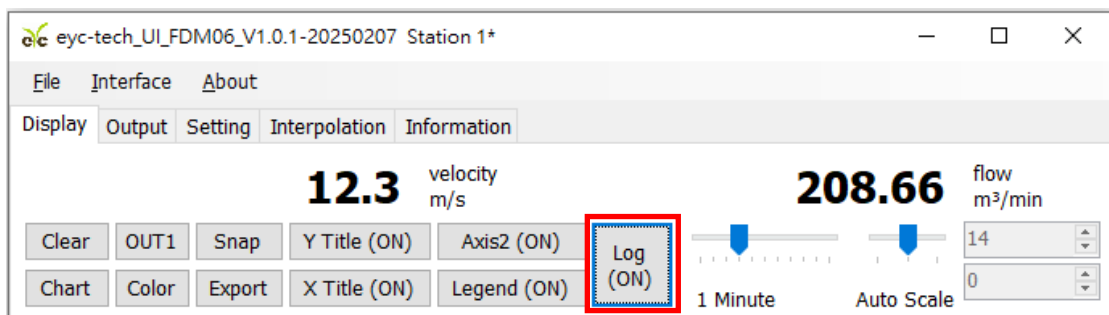 eyc-tech_UI_FDM06_V1.0.1-20250207 Station 1*
File Interface About
Display Output Setting Interpolation Information
12.3 velocity m/s 208.66 flow m³/min
Clear OUT1 Snap Y Title (ON) Axis2 (ON) Log (ON) 14
Chart Color Export X Title (ON) Legend (ON) 1 Minute Auto Scale 0